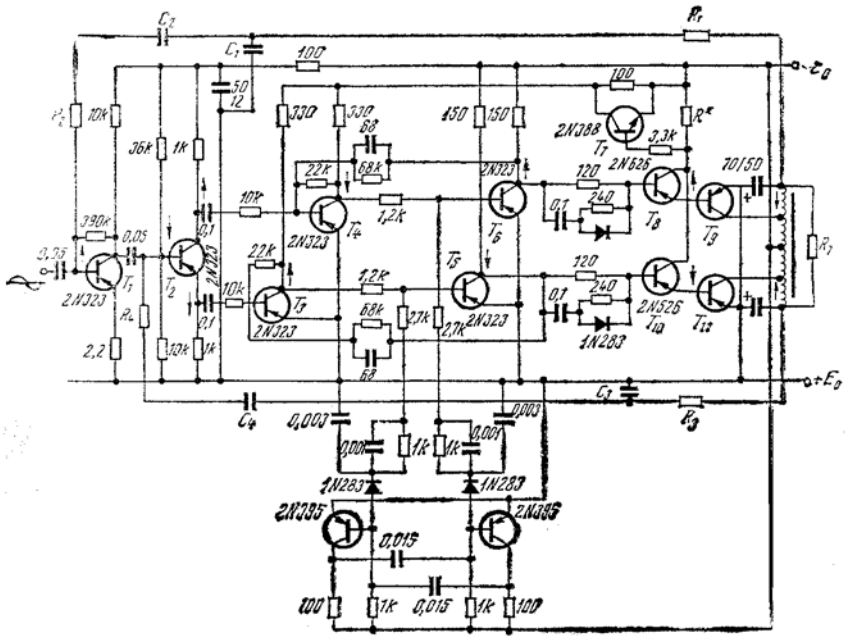 C₂
C₁
R₁
100
-E₀
50
12
R₂
10k
36k
1k
330
330
150
150
100
2N388
T₇
3,3k
R*
68
68k
22k
10k
2N323
T₄
1,2k
2N323
T₆
120
0,1
240
2N626
T₈
T₉
70/50
+
390k
0,05
0,05
T₁
2N323
T₂
0,1
2N323
22k
0,1
10k
T₃
2N323
1,2k
T₅
2N323
120
0,1
240
1N283
2N526
T₁₀
T₁₁
+
R₇
R₄
2,2
10k
1k
68k
68
2,7k
2,7k
+E₀
C₃
C₄
R₃
0,003
0,001
1k
1k
0,001
0,003
1N283
1N283
2N395
2N395
0,015
0,015
100
1k
1k
100